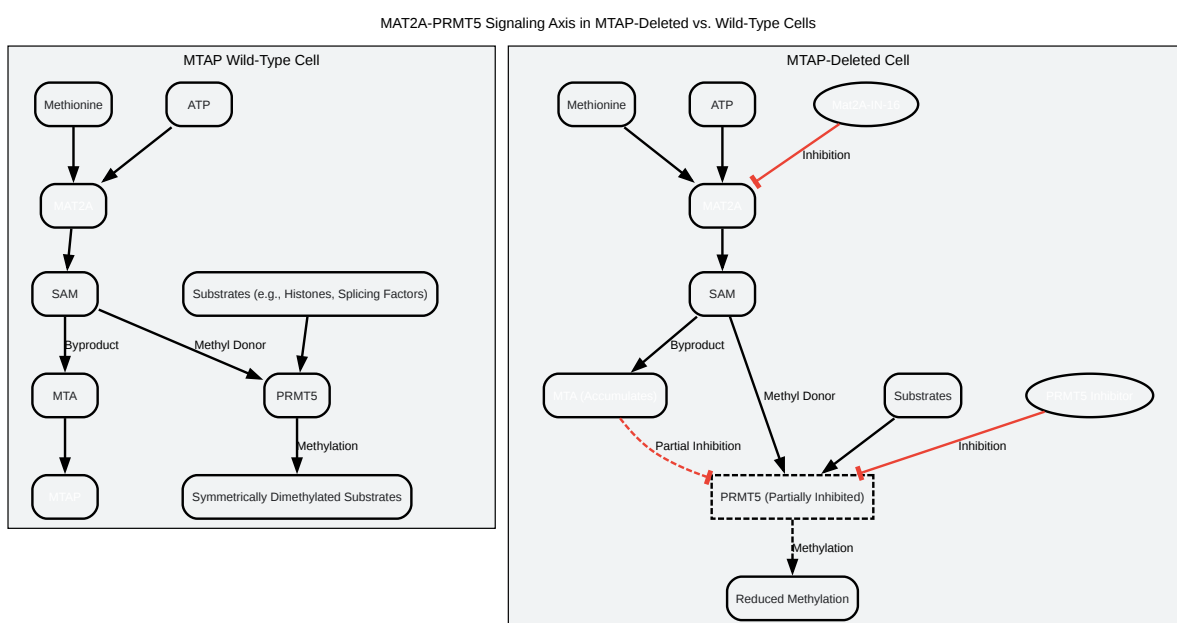 MAT2A-PRMT5 Signaling Axis in MTAP-Deleted vs. Wild-Type Cells
MTAP Wild-Type Cell
Methionine
ATP
MAT2A
SAM
Substrates (e.g., Histones, Splicing Factors)
Byproduct
Methyl Donor
MTA
PRMT5
Methylation
MTAP
Symmetrically Dimethylated Substrates
MTAP-Deleted Cell
Methionine
ATP
Mat2A-IN-16
Inhibition
MAT2A
SAM
Byproduct
MTA (Accumulates)
Methyl Donor
Substrates
PRMT5 Inhibitor
Partial Inhibition
Inhibition
PRMT5 (Partially Inhibited)
Methylation
Reduced Methylation